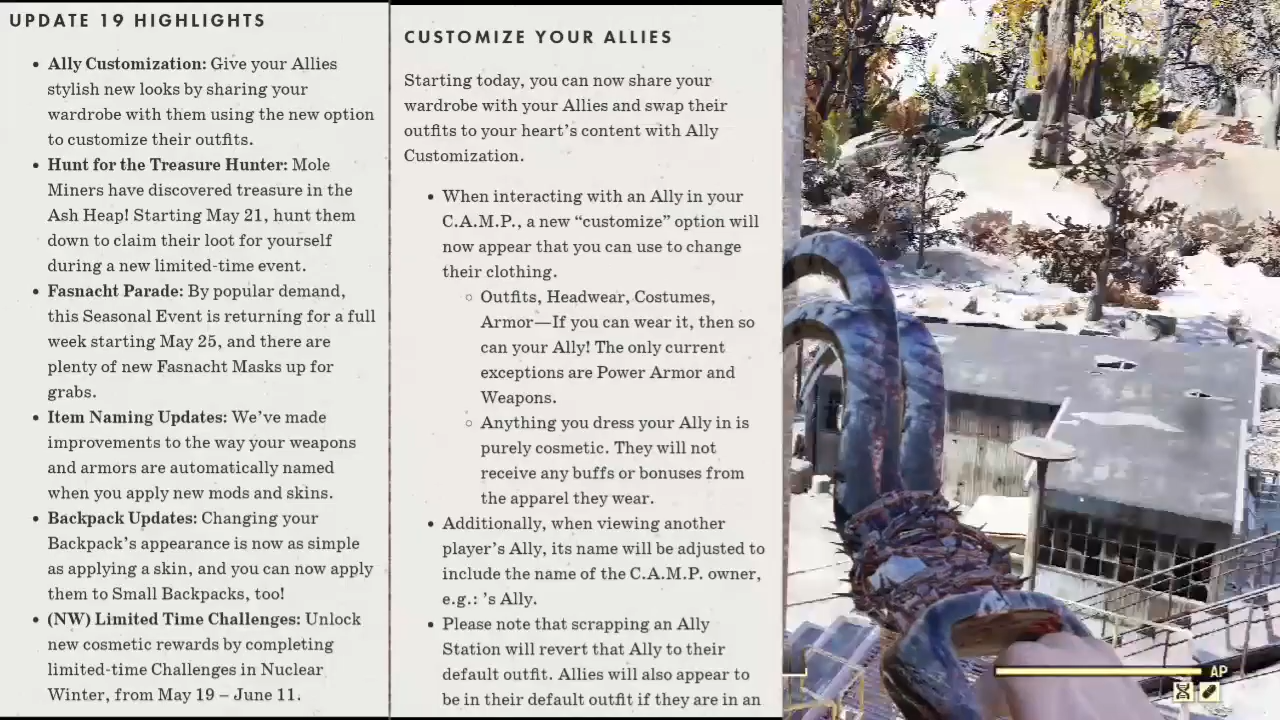 UPDATE 19 HIGHLIGHTS
• Ally Customization: Give your Allies
stylish new looks by sharing your
wardrobe with them using the new option
to customize their outfits.
• Hunt for the Treasure Hunter: Mole
Miners have discovered treasure in the
Ash Heap! Starting May 21, hunt them
down to claim their loot for yourself
during a new limited-time event.
• Fasnacht Parade: By popular demand,
this Seasonal Event is returning for a full
week starting May 25, and there are
plenty of new Fasnacht Masks up for
grabs.
• Item Naming Updates: We've made
improvements to the way your weapons
and armors are automatically named
when you apply new mods and skins.
• Backpack Updates: Changing your
Backpack's appearance is now as simple
as applying a skin, and you can now apply
them to Small Backpacks, too!
• (NW) Limited Time Challenges: Unlock
new cosmetic rewards by completing
limited-time Challenges in Nuclear
Winter, from May 19 – June 11.
CUSTOMIZE YOUR ALLIES
Starting today, you can now share your
wardrobe with your Allies and swap their
outfits to your heart's content with Ally
Customization.
• When interacting with an Ally in your
C.A.M.P., a new “customize” option will
now appear that you can use to change
their clothing.
○ Outfits, Headwear, Costumes,
Armor—If you can wear it, then so
can your Ally! The only current
exceptions are Power Armor and
Weapons.
○ Anything you dress your Ally in is
purely cosmetic. They will not
receive any buffs or bonuses from
the apparel they wear.
• Additionally, when viewing another
player's Ally, its name will be adjusted to
include the name of the C.A.M.P. owner,
e.g.: 's Ally.
• Please note that scrapping an Ally
Station will revert that Ally to their
default outfit. Allies will also appear to
be in their default outfit if they are in an
AP